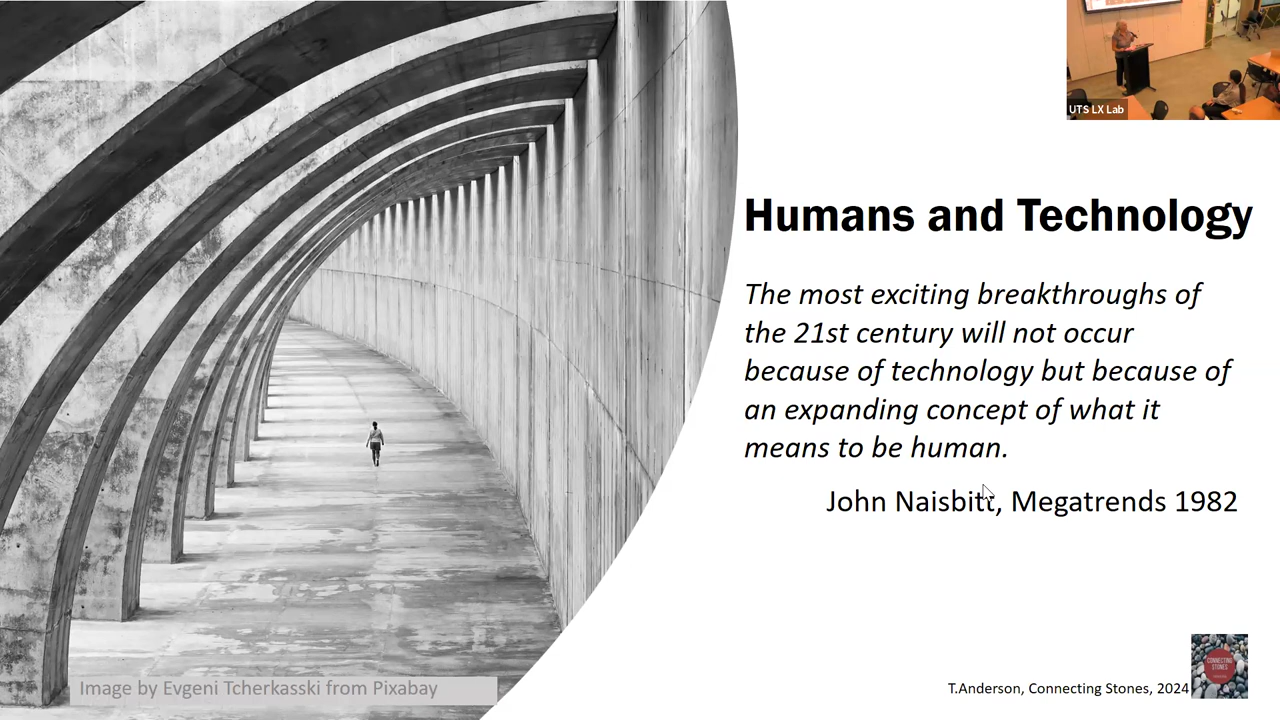 UTS LX Lab
Humans and Technology
The most exciting breakthroughs of
the 21st century will not occur
because of technology but because of
an expanding concept of what it
means to be human.
John Naisbitt, Megatrends 1982
Image by Evgeni Tcherkasski from Pixabay
T.Anderson, Connecting Stones, 2024
CONNECTING
STONES